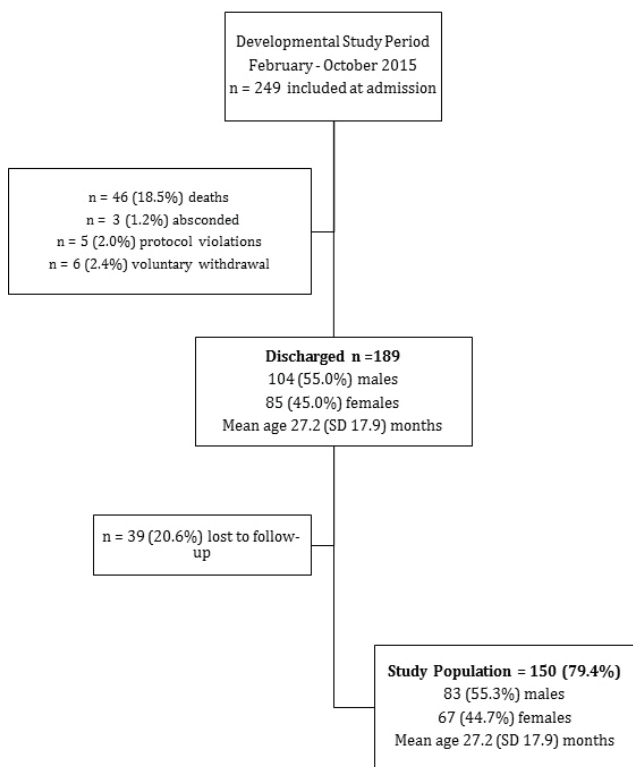 Developmental Study Period
February - October 2015
n = 249 included at admission
n = 46 (18.5%) deaths
n = 3 (1.2%) absconded
n = 5 (2.0%) protocol violations
n = 6 (2.4%) voluntary withdrawal
Discharged n =189
104 (55.0%) males
85 (45.0%) females
Mean age 27.2 (SD 17.9) months
n = 39 (20.6%) lost to follow-
up
Study Population = 150 (79.4%)
83 (55.3%) males
67 (44.7%) females
Mean age 27.2 (SD 17.9) months